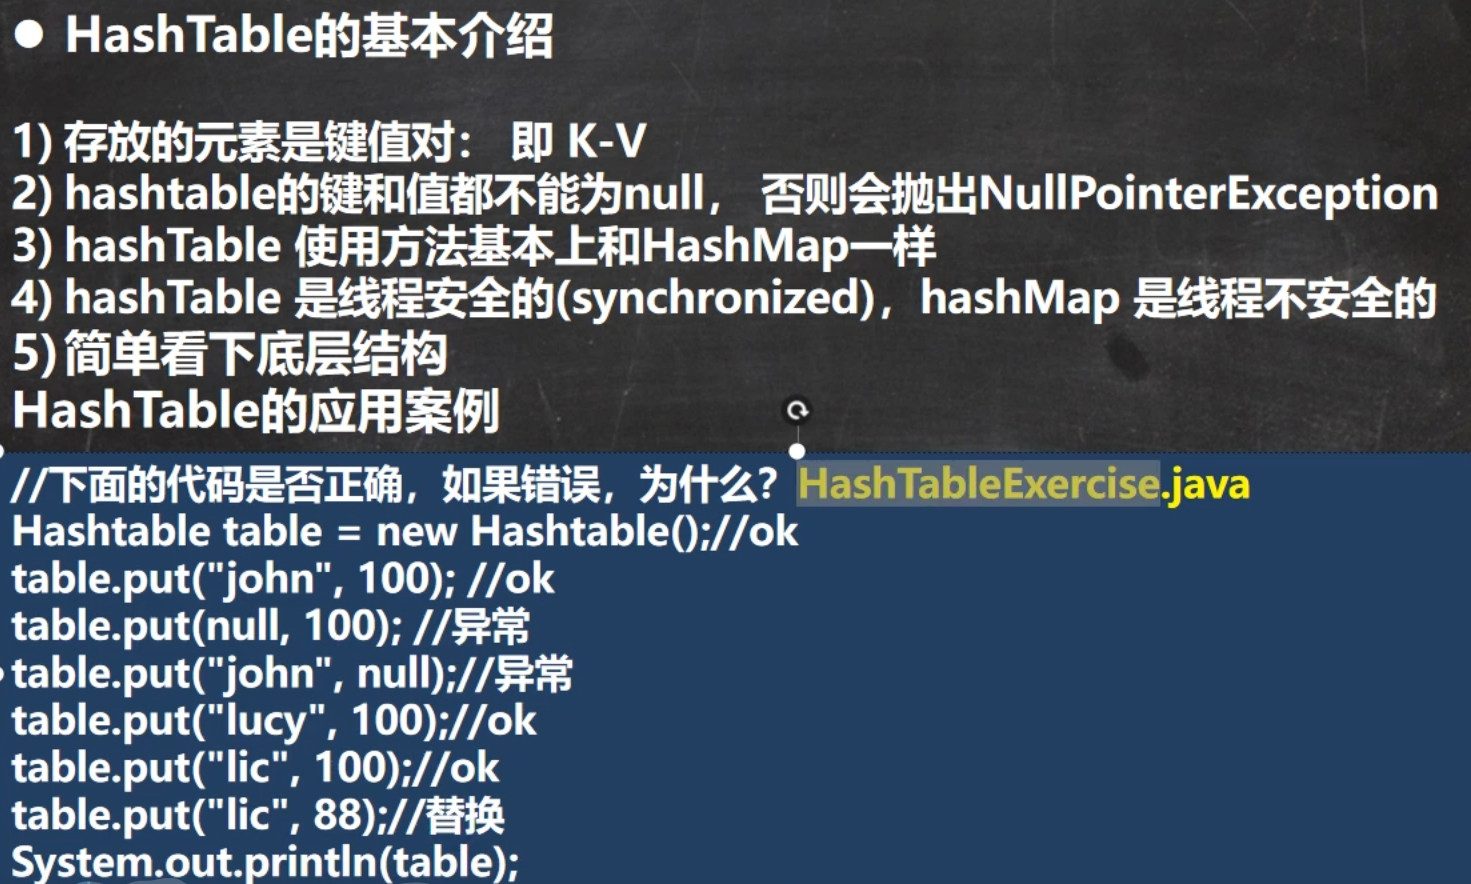 ● HashTable的基本介绍
1) 存放的元素是键值对： 即 K-V
2) hashtable的键和值都不能为null， 否则会抛出NullPointerException
3) hashTable 使用方法基本上和HashMap一样
4) hashTable 是线程安全的(synchronized)，hashMap 是线程不安全的
5) 简单看下底层结构
HashTable的应用案例
//下面的代码是否正确，如果错误，为什么？HashTableExercise.java
Hashtable table = new Hashtable();//ok
table.put("john", 100); //ok
table.put(null, 100); //异常
table.put("john", null);//异常
table.put("lucy", 100);//ok
table.put("lic", 100);//ok
table.put("lic", 88);//替换
System.out.println(table);